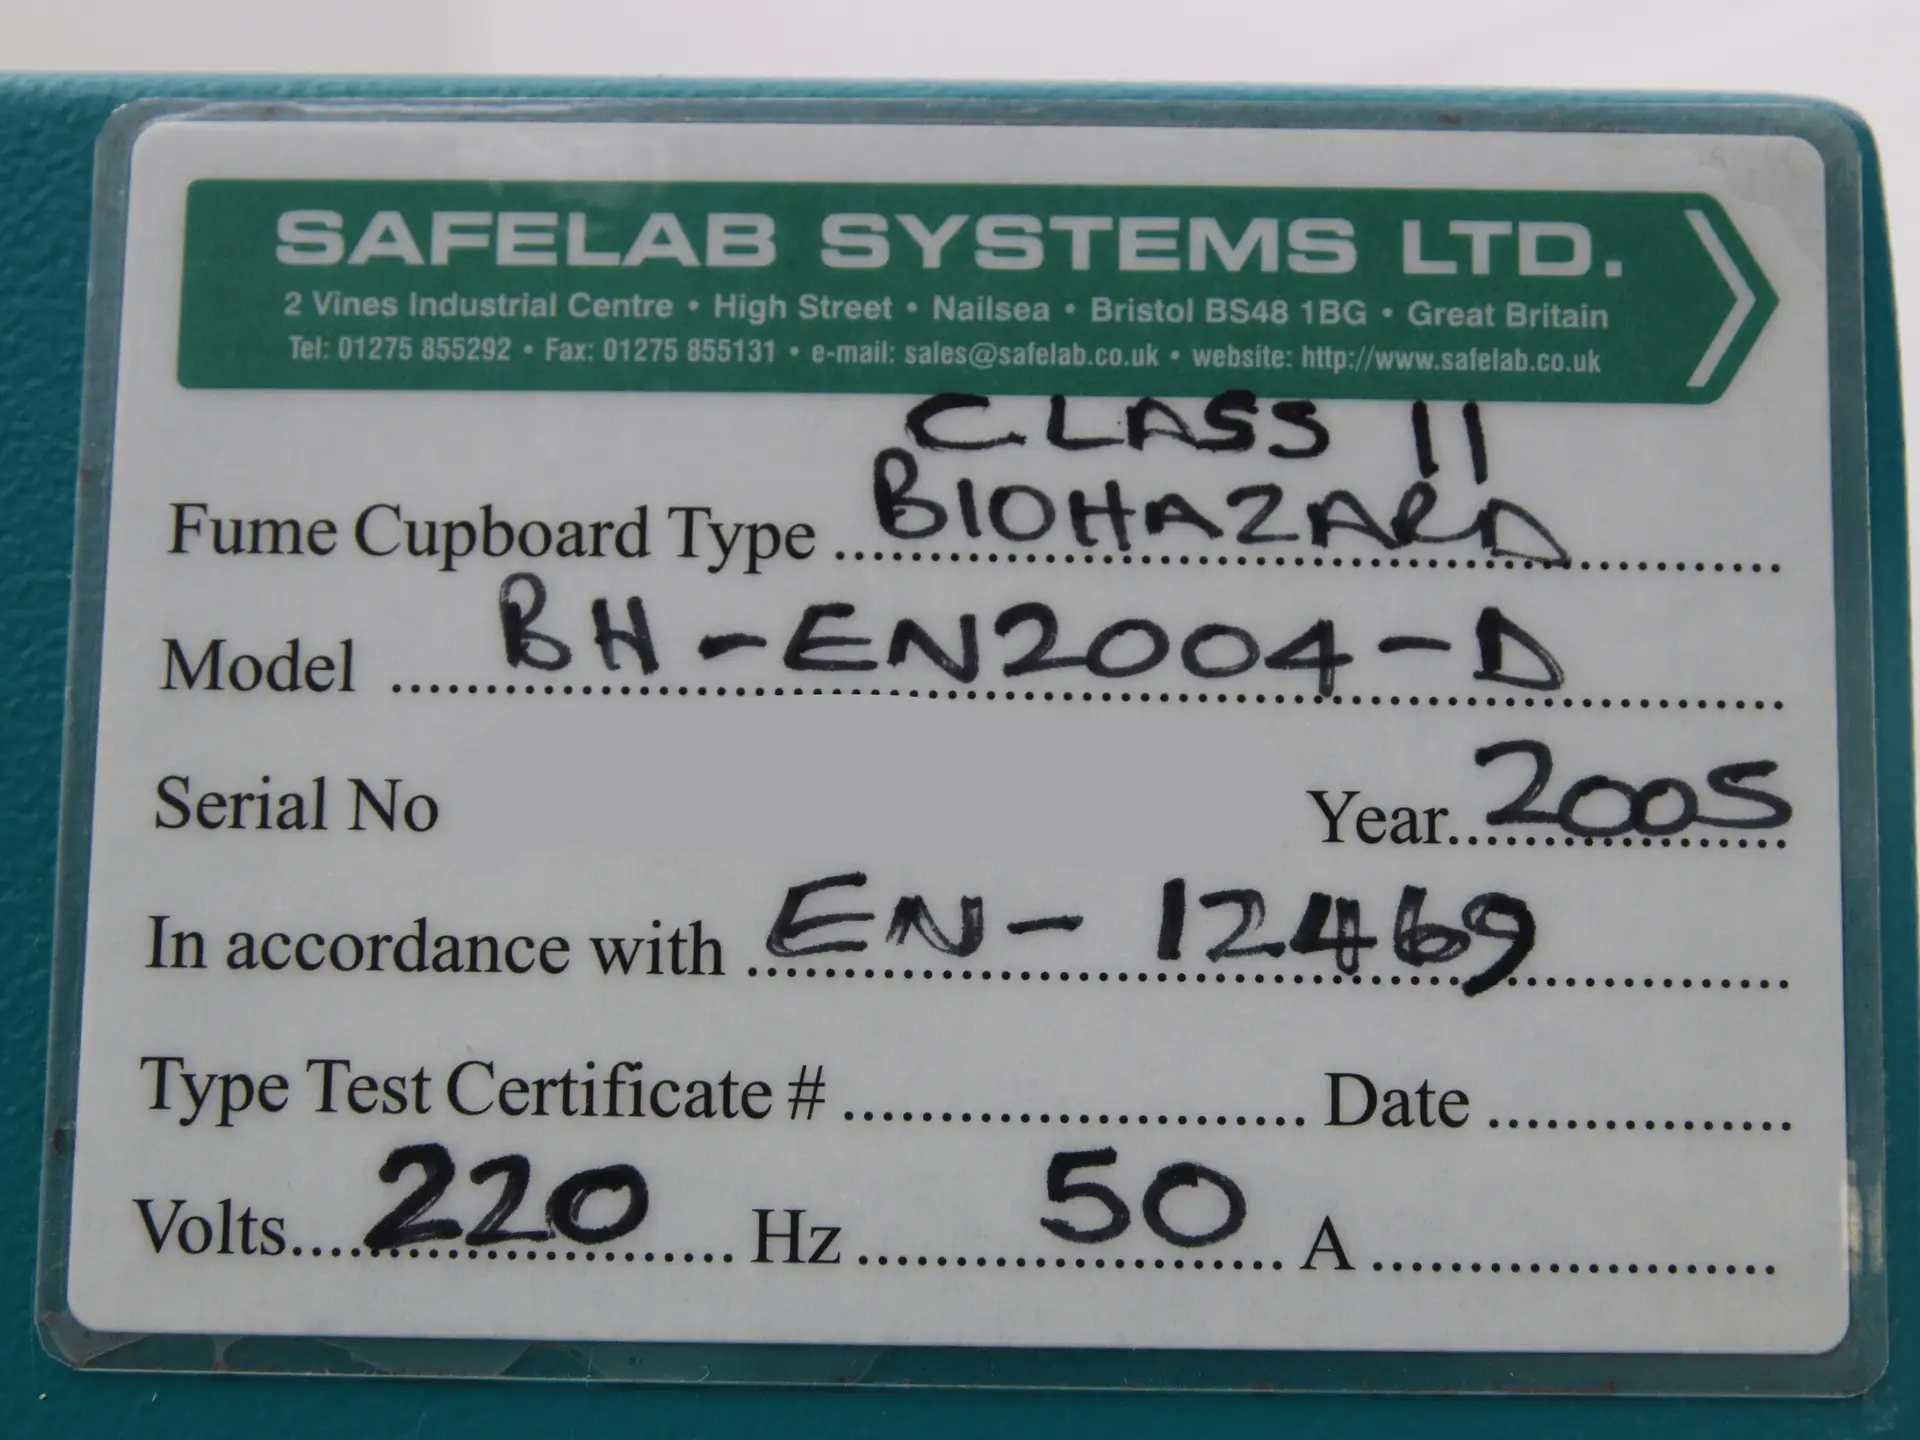 SAFELAB SYSTEMS LTD.
2 Vines Industrial Centre • High Street • Nailsea • Bristol BS48 1BG • Great Britain
Tel: 01275 855292 • Fax: 01275 855131 • e-mail: sales@safelab.co.uk • website: http://www.safelab.co.uk
CLASS II
Fume Cupboard Type BIOHAZARD
Model BH-EN2004-D
Serial No Year 2005
In accordance with EN-12469
Type Test Certificate # Date
Volts 220 Hz 50 A